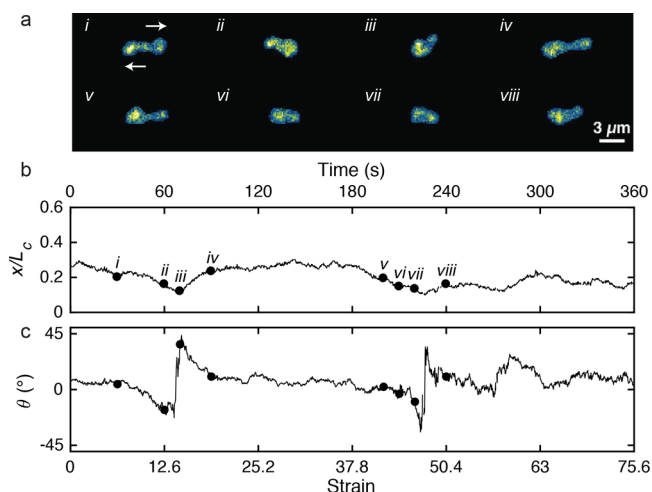 a
i ii iii iv
v vi vii viii
3 µm
b
Time (s)
0 60 120 180 240 300 360
0.6
0.4
x/Lc
0.2
0
i ii iii iv v vi vii viii
c
45
θ (°)
0
-45
0 12.6 25.2 37.8 50.4 63 75.6
Strain